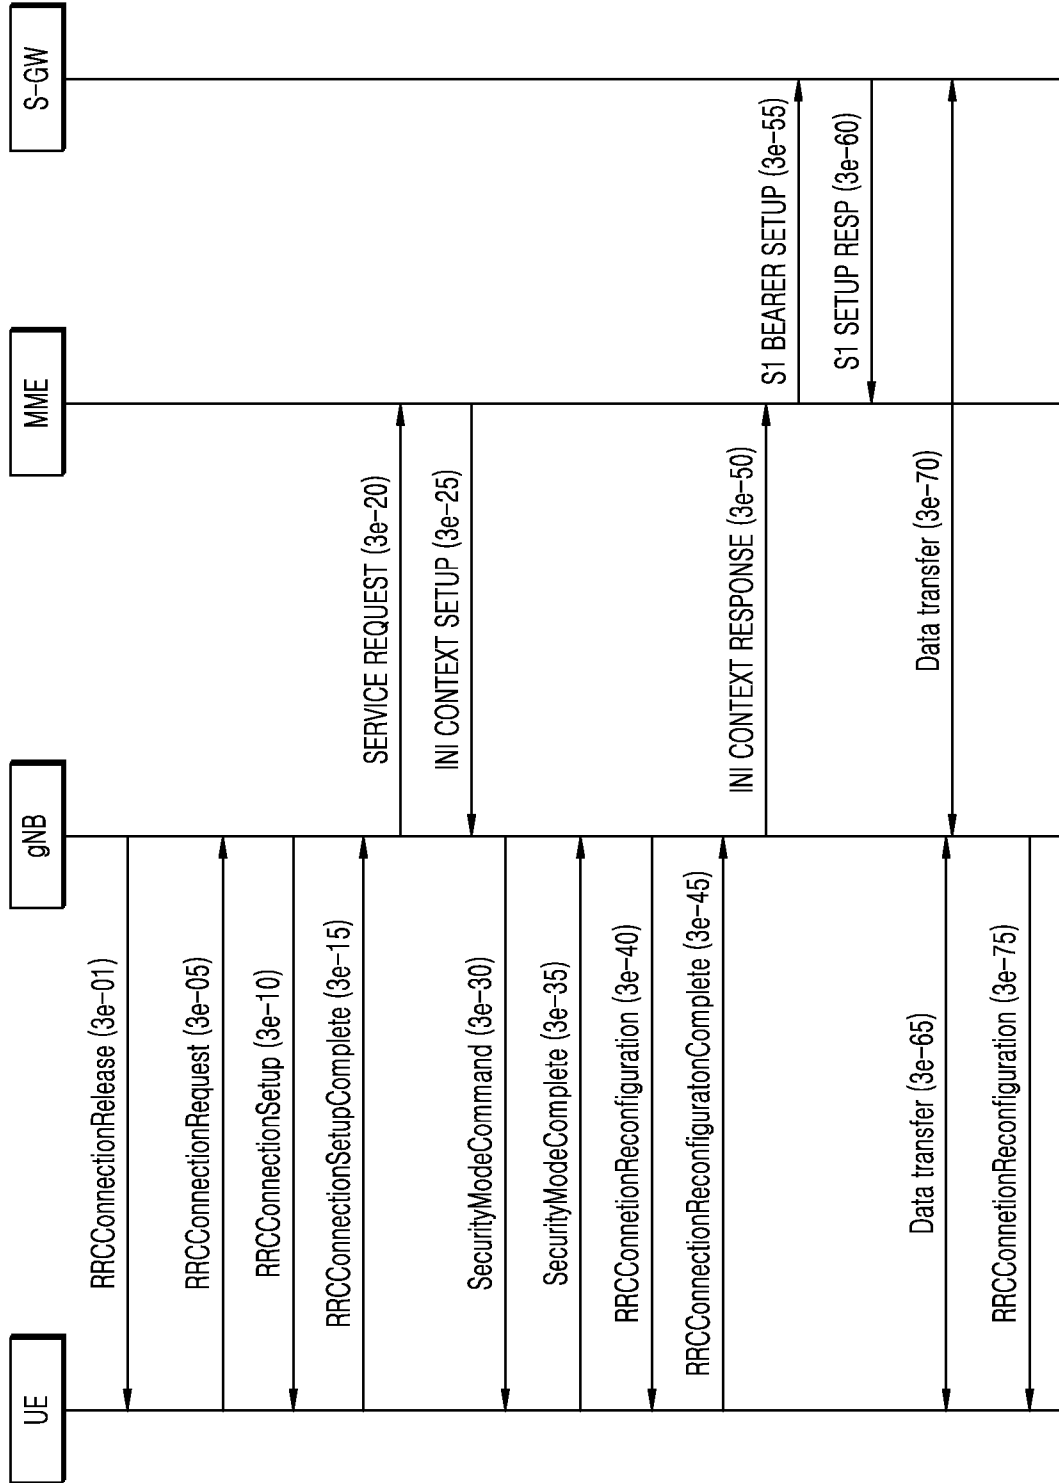 UE
gNB
MME
S-GW
RRCConnectionRelease (3e-01)
RRCConnectionRequest (3e-05)
RRCConnectionSetup (3e-10)
RRCConnectionSetupComplete (3e-15)
SERVICE REQUEST (3e-20)
INI CONTEXT SETUP (3e-25)
SecurityModeCommand (3e-30)
SecurityModeComplete (3e-35)
RRCConnetionReconfiguration (3e-40)
RRCConnectionReconfiguratonComplete (3e-45)
INI CONTEXT RESPONSE (3e-50)
S1 BEARER SETUP (3e-55)
S1 SETUP RESP (3e-60)
Data transfer (3e-65)
Data transfer (3e-70)
RRCConnetionReconfiguration (3e-75)